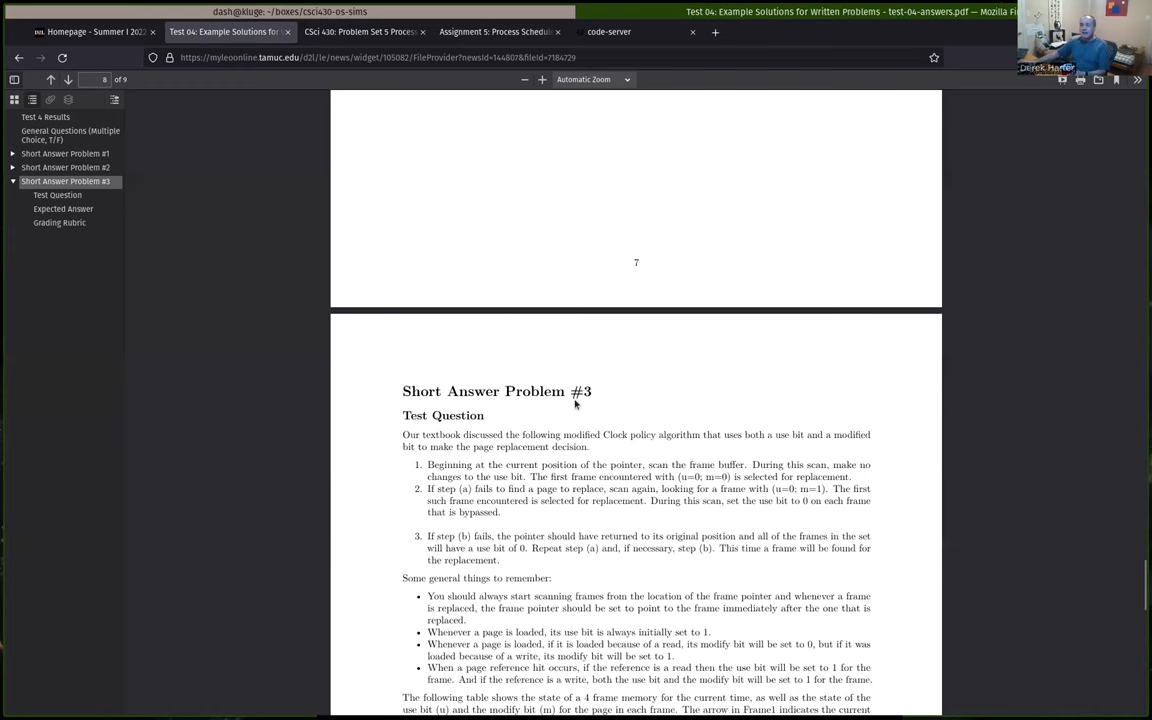 dash@kluge: ~/boxes/csci430-os-sims
Test 04: Example Solutions for Written Problems - test-04-answers.pdf — Mozilla Fi
Homepage - Summer I 202
Test 04: Example Solutions for
CSci 430: Problem Set 5 Process
Assignment 5: Process Schedul
code-server
https://myleoonline.tamuc.edu/d2l/le/news/widget/105082/FileProvider?newsId=144807&fileId=7184729
Derek Harter
8 of 9
Automatic Zoom
Test 4 Results
General Questions (Multiple
Choice, T/F)
Short Answer Problem #1
Short Answer Problem #2
Short Answer Problem #3
Test Question
Expected Answer
Grading Rubric
7
Short Answer Problem #3
Test Question
Our textbook discussed the following modified Clock policy algorithm that uses both a use bit and a modified
bit to make the page replacement decision.
1. Beginning at the current position of the pointer, scan the frame buffer. During this scan, make no
changes to the use bit. The first frame encountered with (u=0; m=0) is selected for replacement.
2. If step (a) fails to find a page to replace, scan again, looking for a frame with (u=0; m=1). The first
such frame encountered is selected for replacement. During this scan, set the use bit to 0 on each frame
that is bypassed.
3. If step (b) fails, the pointer should have returned to its original position and all of the frames in the set
will have a use bit of 0. Repeat step (a) and, if necessary, step (b). This time a frame will be found for
the replacement.
Some general things to remember:
• You should always start scanning frames from the location of the frame pointer and whenever a frame
is replaced, the frame pointer should be set to point to the frame immediately after the one that is
replaced.
• Whenever a page is loaded, its use bit is always initially set to 1.
• Whenever a page is loaded, if it is loaded because of a read, its modify bit will be set to 0, but if it was
loaded because of a write, its modify bit will be set to 1.
• When a page reference hit occurs, if the reference is a read then the use bit will be set to 1 for the
frame. And if the reference is a write, both the use bit and the modify bit will be set to 1 for the frame.
The following table shows the state of a 4 frame memory for the current time, as well as the state of the
use bit (u) and the modify bit (m) for the page in each frame. The arrow in Frame1 indicates the current